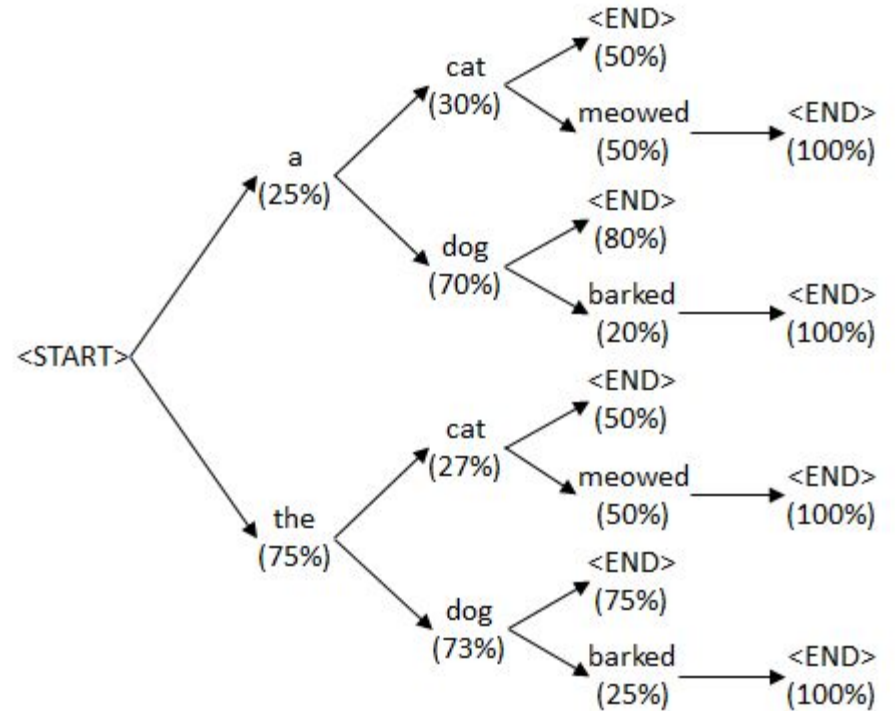 <END>
(50%)
cat
(30%)
meowed
(50%)
<END>
(100%)
a
(25%)
<END>
(80%)
dog
(70%)
barked
(20%)
<END>
(100%)
<START>
<END>
(50%)
cat
(27%)
meowed
(50%)
<END>
(100%)
the
(75%)
<END>
(75%)
dog
(73%)
barked
(25%)
<END>
(100%)